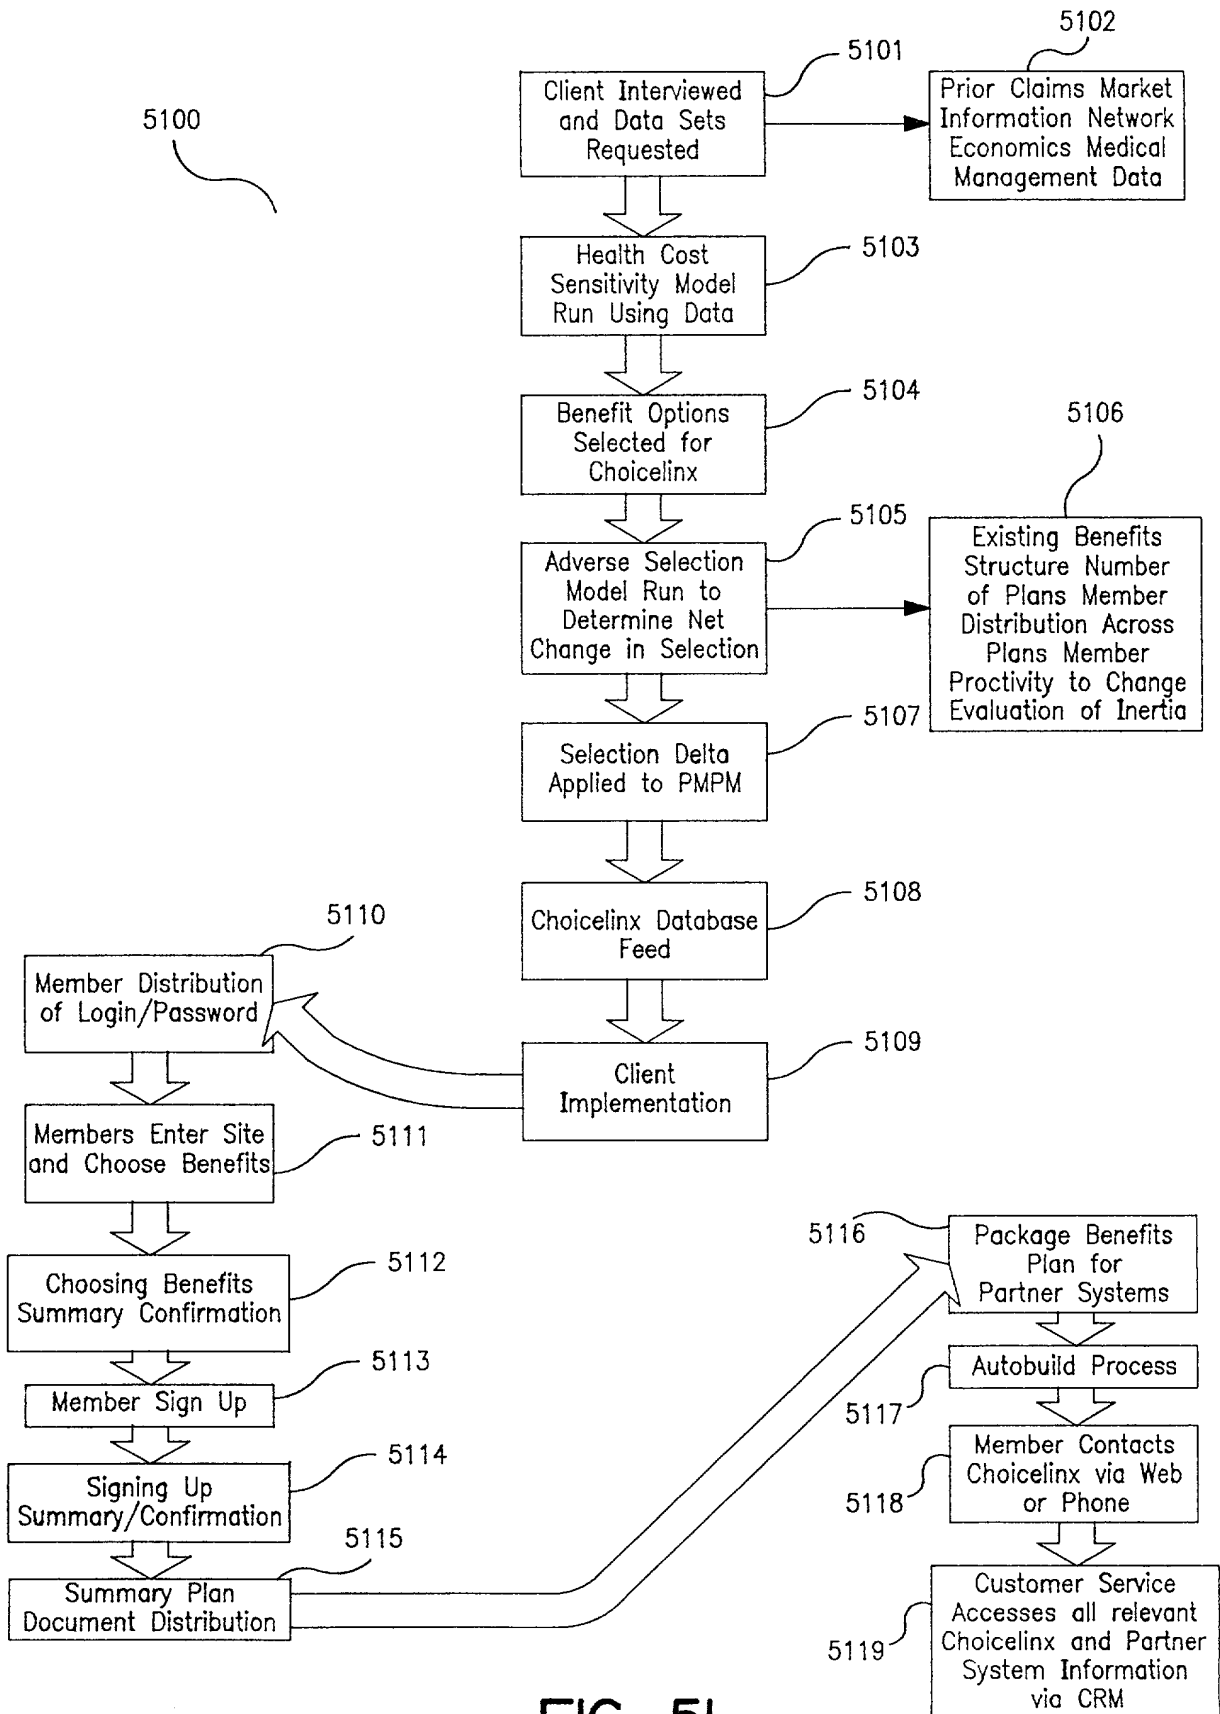 5100
5101
Client Interviewed
and Data Sets
Requested
5102
Prior Claims Market
Information Network
Economics Medical
Management Data
5103
Health Cost
Sensitivity Model
Run Using Data
5104
Benefit Options
Selected for
Choicelinx
5105
Adverse Selection
Model Run to
Determine Net
Change in Selection
5106
Existing Benefits
Structure Number
of Plans Member
Distribution Across
Plans Member
Proctivity to Change
Evaluation of Inertia
5107
Selection Delta
Applied to PMPM
5108
Choicelinx Database
Feed
5109
Client
Implementation
5110
Member Distribution
of Login/Password
5111
Members Enter Site
and Choose Benefits
5112
Choosing Benefits
Summary Confirmation
5113
Member Sign Up
5114
Signing Up
Summary/Confirmation
5115
Summary Plan
Document Distribution
5116
Package Benefits
Plan for
Partner Systems
5117
Autobuild Process
5118
Member Contacts
Choicelinx via Web
or Phone
5119
Customer Service
Accesses all relevant
Choicelinx and Partner
System Information
via CRM